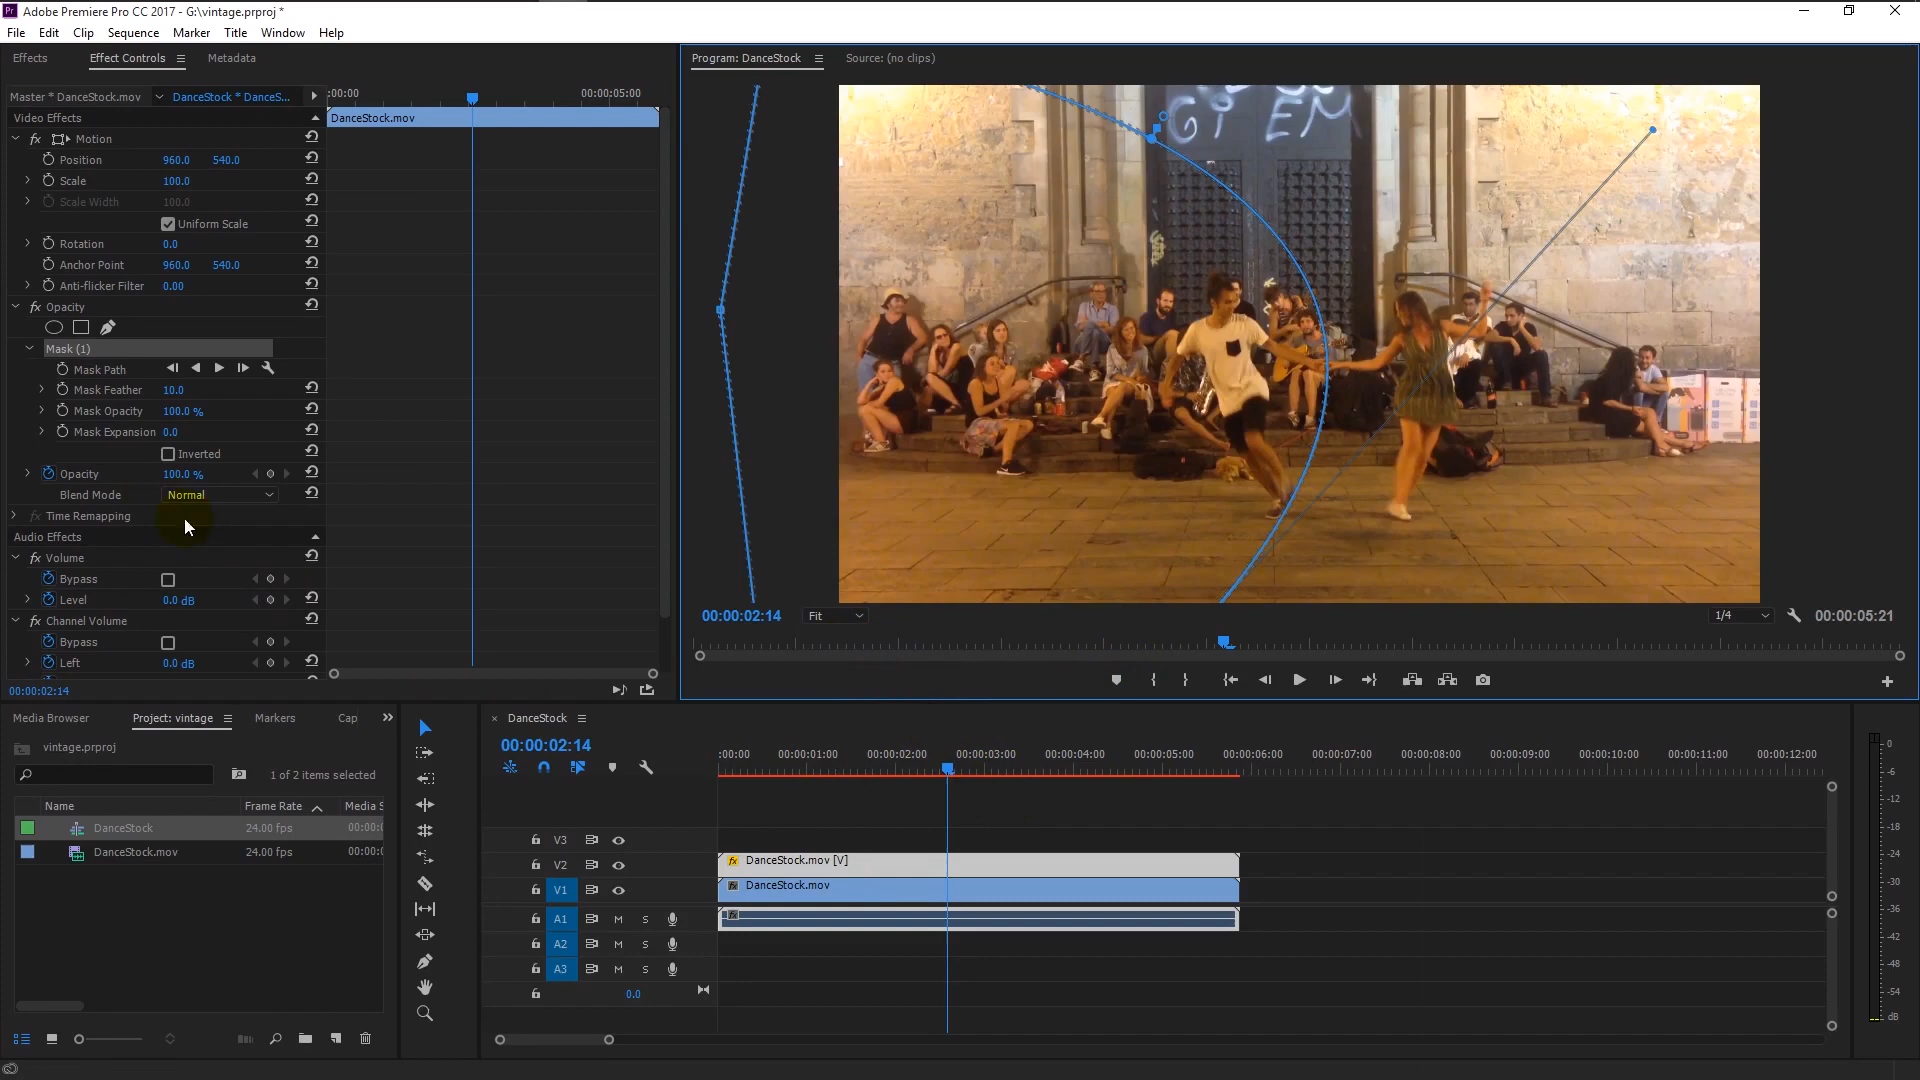 Pr Adobe Premiere Pro CC 2017 - G:\vintage.prproj *
File Edit Clip Sequence Marker Title Window Help
Effects Effect Controls Metadata
Program: DanceStock Source: (no clips)
Master * DanceStock.mov DanceStock * DanceS... :00:00 00:00:05:00
Video Effects DanceStock.mov
fx Motion
Position 960.0 540.0
Scale 100.0
Scale Width 100.0
Uniform Scale
Rotation 0.0
Anchor Point 960.0 540.0
Anti-flicker Filter 0.00
fx Opacity
Mask (1)
Mask Path
Mask Feather 10.0
Mask Opacity 100.0 %
Mask Expansion 0.0
Inverted
Opacity 100.0 %
Blend Mode Normal
fx Time Remapping
Audio Effects
fx Volume
Bypass
Level 0.0 dB
fx Channel Volume
Bypass
Left 0.0 dB
00:00:02:14
00:00:02:14 Fit 1/4 00:00:05:21
Media Browser Project: vintage Markers Cap
vintage.prproj
1 of 2 items selected
Name Frame Rate Media S
DanceStock 24.00 fps 00:00:0
DanceStock.mov 24.00 fps 00:00:0
× DanceStock
00:00:02:14
:00:00 00:00:01:00 00:00:02:00 00:00:03:00 00:00:04:00 00:00:05:00 00:00:06:00 00:00:07:00 00:00:08:00 00:00:09:00 00:00:10:00 00:00:11:00 00:00:12:00
V3
V2 fx DanceStock.mov [V]
V1 fx DanceStock.mov
A1 M S fx
A2 M S
A3 M S
0.0
0
-6
-12
-18
-24
-30
-36
-42
-48
-54
dB